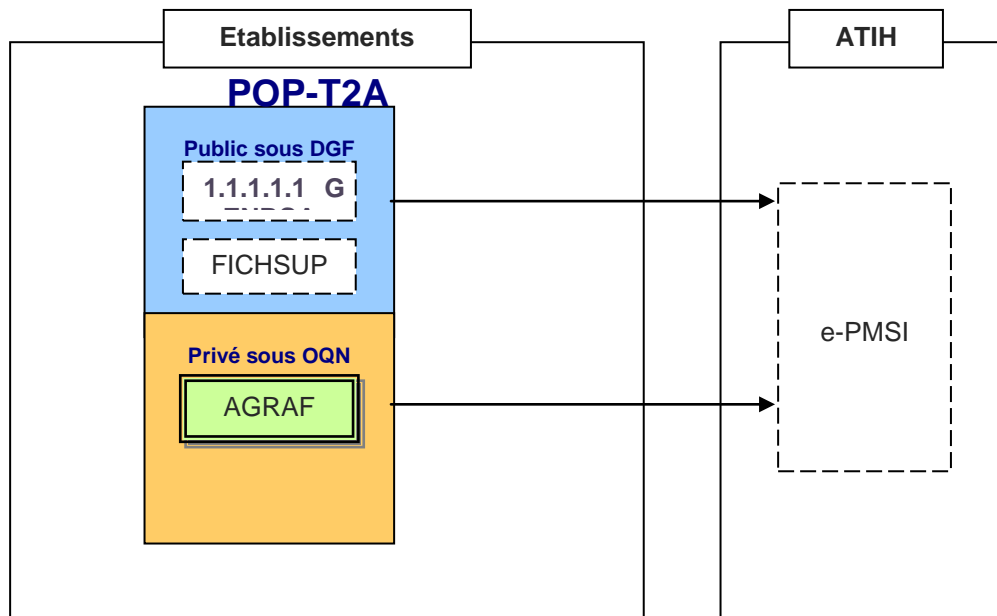 Etablissements
ATIH
POP-T2A
Public sous DGF
1.1.1.1.1 G
FICHSUP
e-PMSI
Privé sous OQN
AGRAF